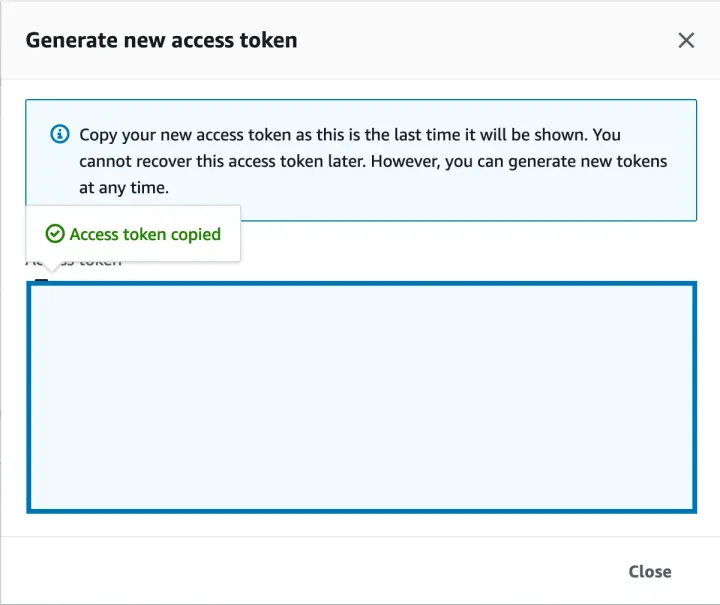 Generate new access token
Copy your new access token as this is the last time it will be shown. You
cannot recover this access token later. However, you can generate new tokens
at any time.
Access token copied
Access token
Close